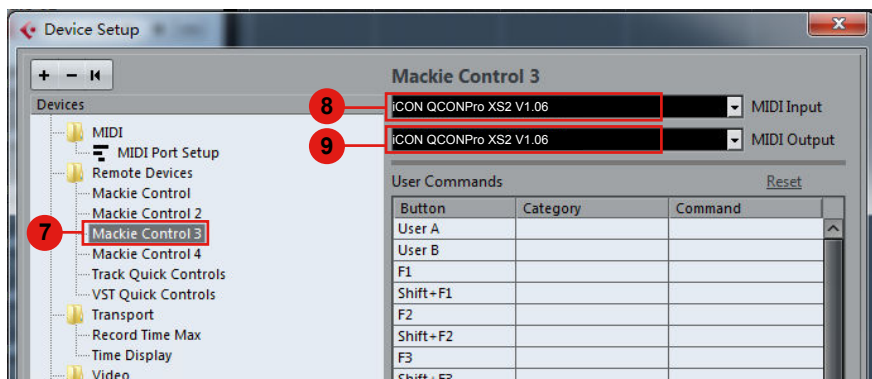 Device Setup
+ - 
Devices
MIDI
MIDI Port Setup
Remote Devices
Mackie Control
Mackie Control 2
7
Mackie Control 3
Mackie Control 4
Track Quick Controls
VST Quick Controls
Transport
Record Time Max
Time Display
Video
Mackie Control 3
8
iCON QCONPro XS2 V1.06
MIDI Input
9
iCON QCONPro XS2 V1.06
MIDI Output
User Commands
Reset
Button Category Command
User A
User B
F1
Shift+F1
F2
Shift+F2
F3
Shift+F3